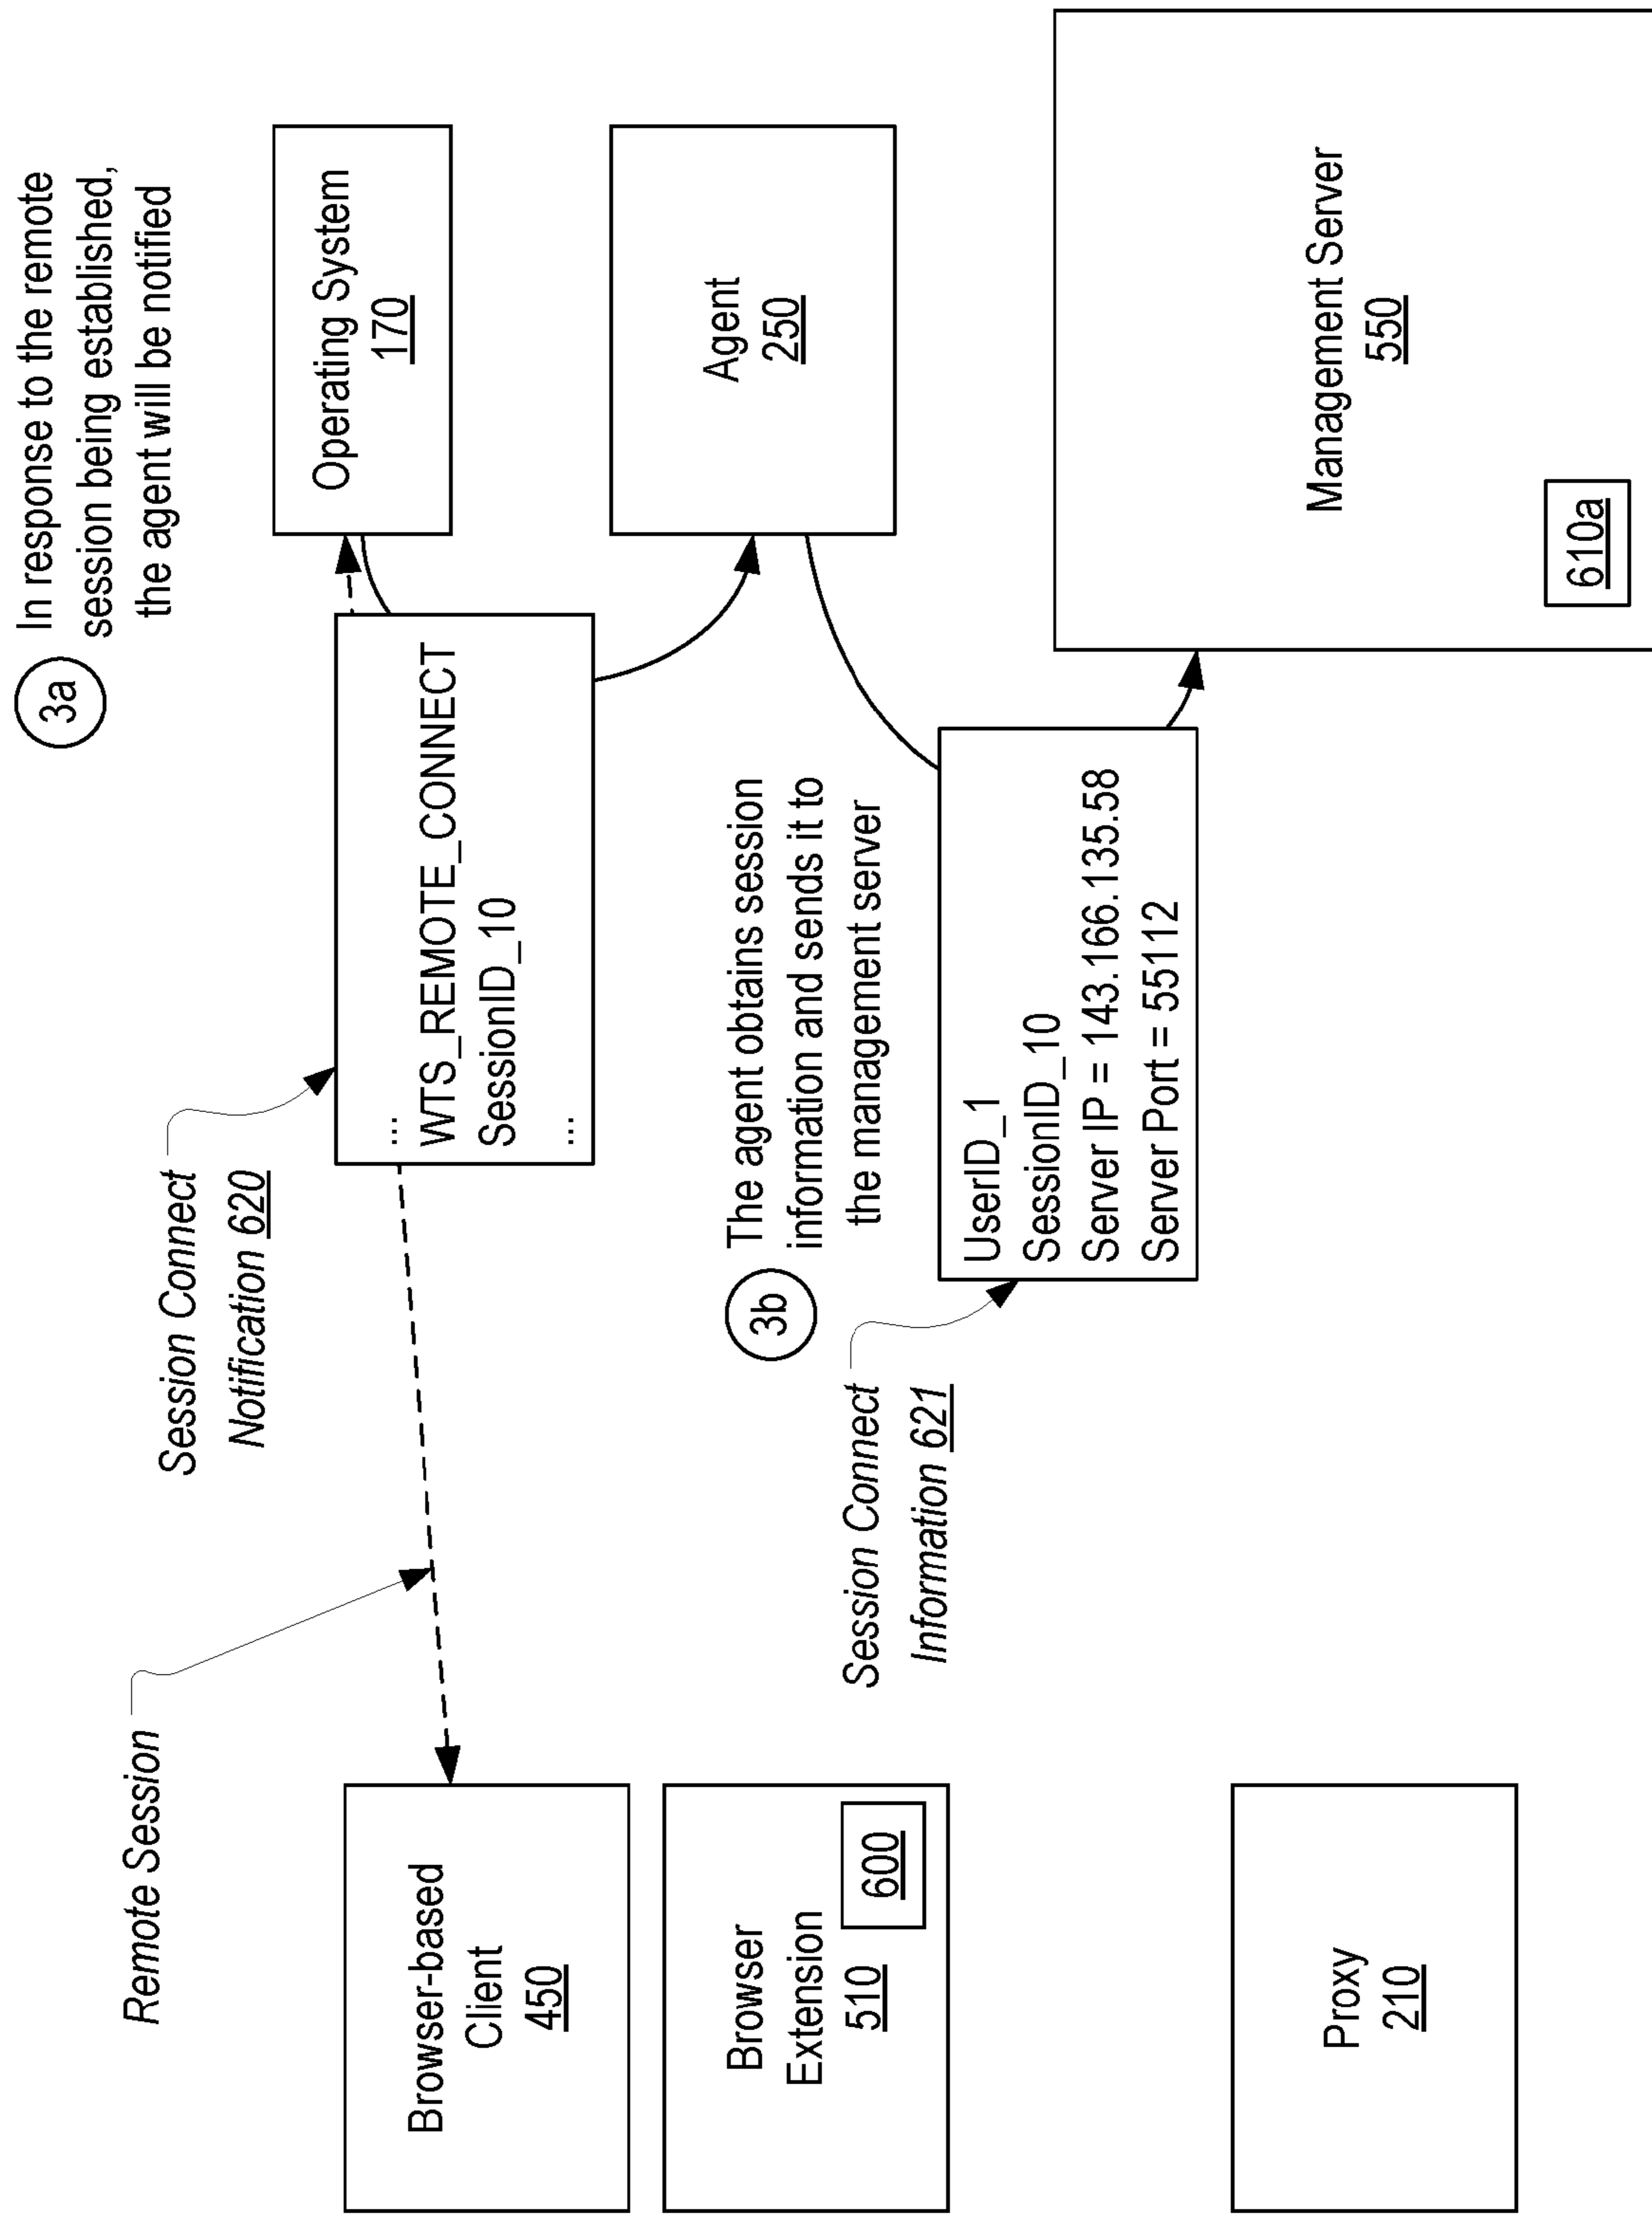 3a
In response to the remote
session being established,
the agent will be notified
Remote Session
Session Connect
Notification 620
...
WTS_REMOTE_CONNECT
SessionID_10
...
Operating System
170
Browser-based
Client
450
Browser
Extension
510
600
3b
The agent obtains session
information and sends it to
the management server
Session Connect
Information 621
UserID_1
SessionID_10
Server IP = 143.166.135.58
Server Port = 55112
Agent
250
Proxy
210
Management Server
550
610a